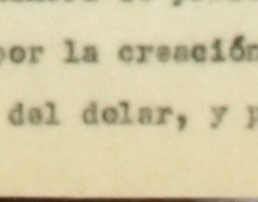 por la creación
del dolar, y p